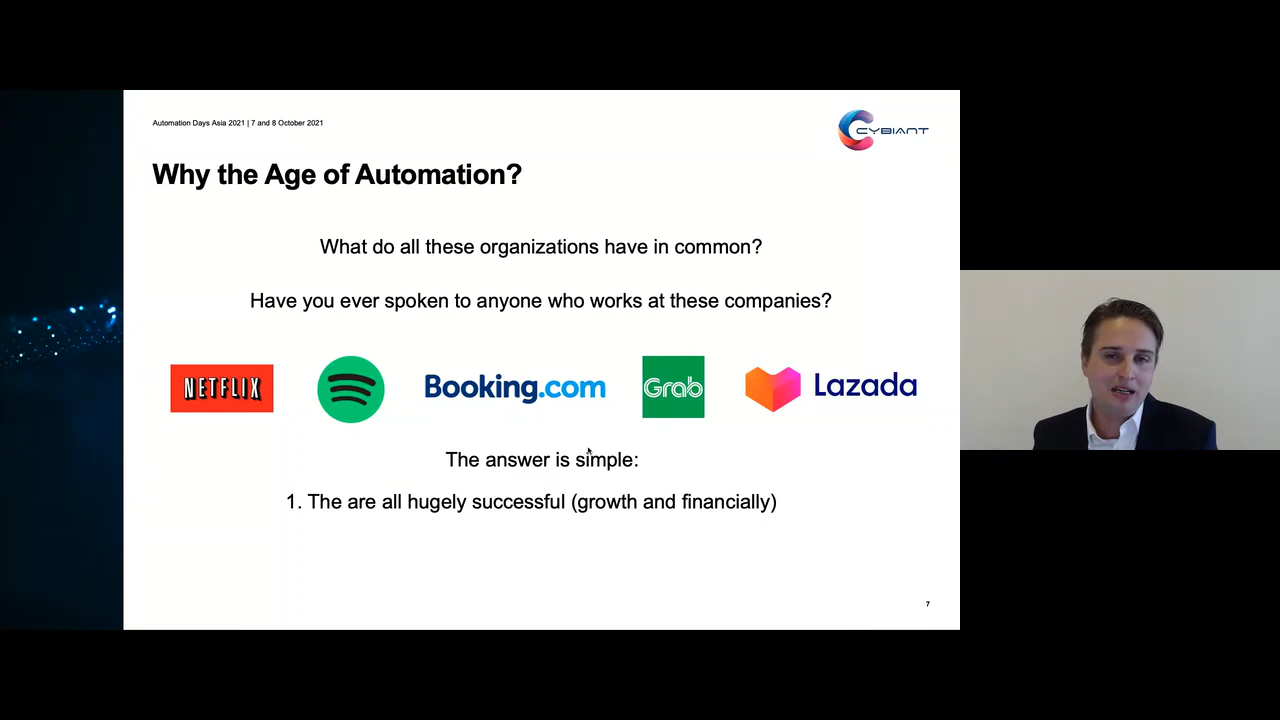 Automation Days Asia 2021 | 7 and 8 October 2021
CYBIANT
Why the Age of Automation?
What do all these organizations have in common?
Have you ever spoken to anyone who works at these companies?
NETFLIX
Booking.com
Grab
Lazada
The answer is simple:
1. The are all hugely successful (growth and financially)
7